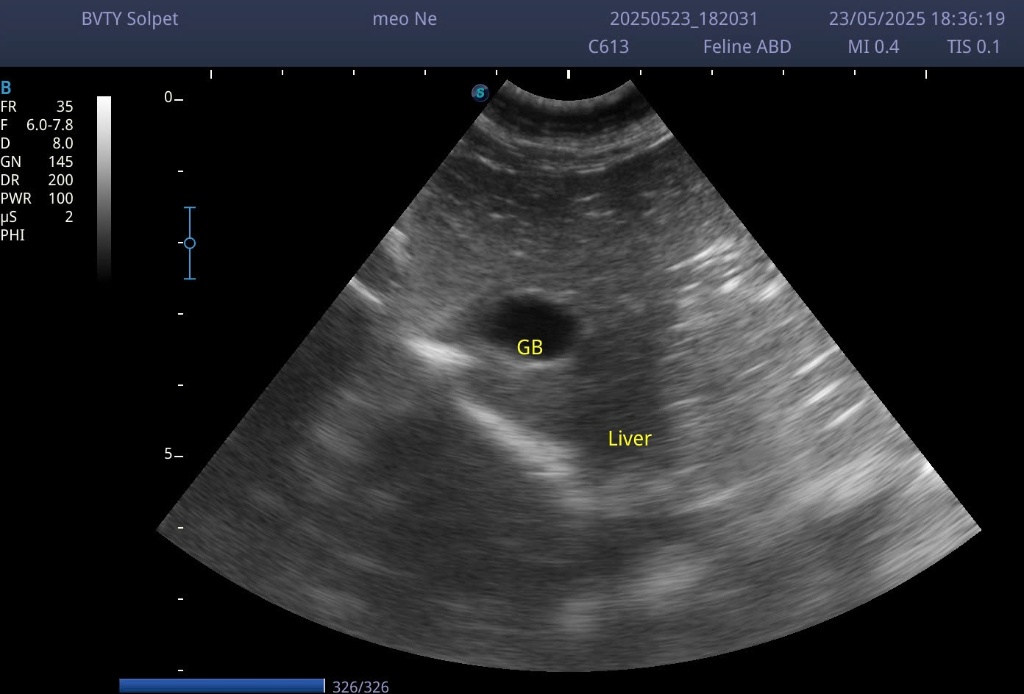 BVTY Solpet meo Ne 20250523_182031 23/05/2025 18:36:19
C613 Feline ABD MI 0.4 TIS 0.1
B
FR 35
F 6.0-7.8
D 8.0
GN 145
DR 200
PWR 100
µS 2
PHI
0
S
GB
Liver
5
326/326